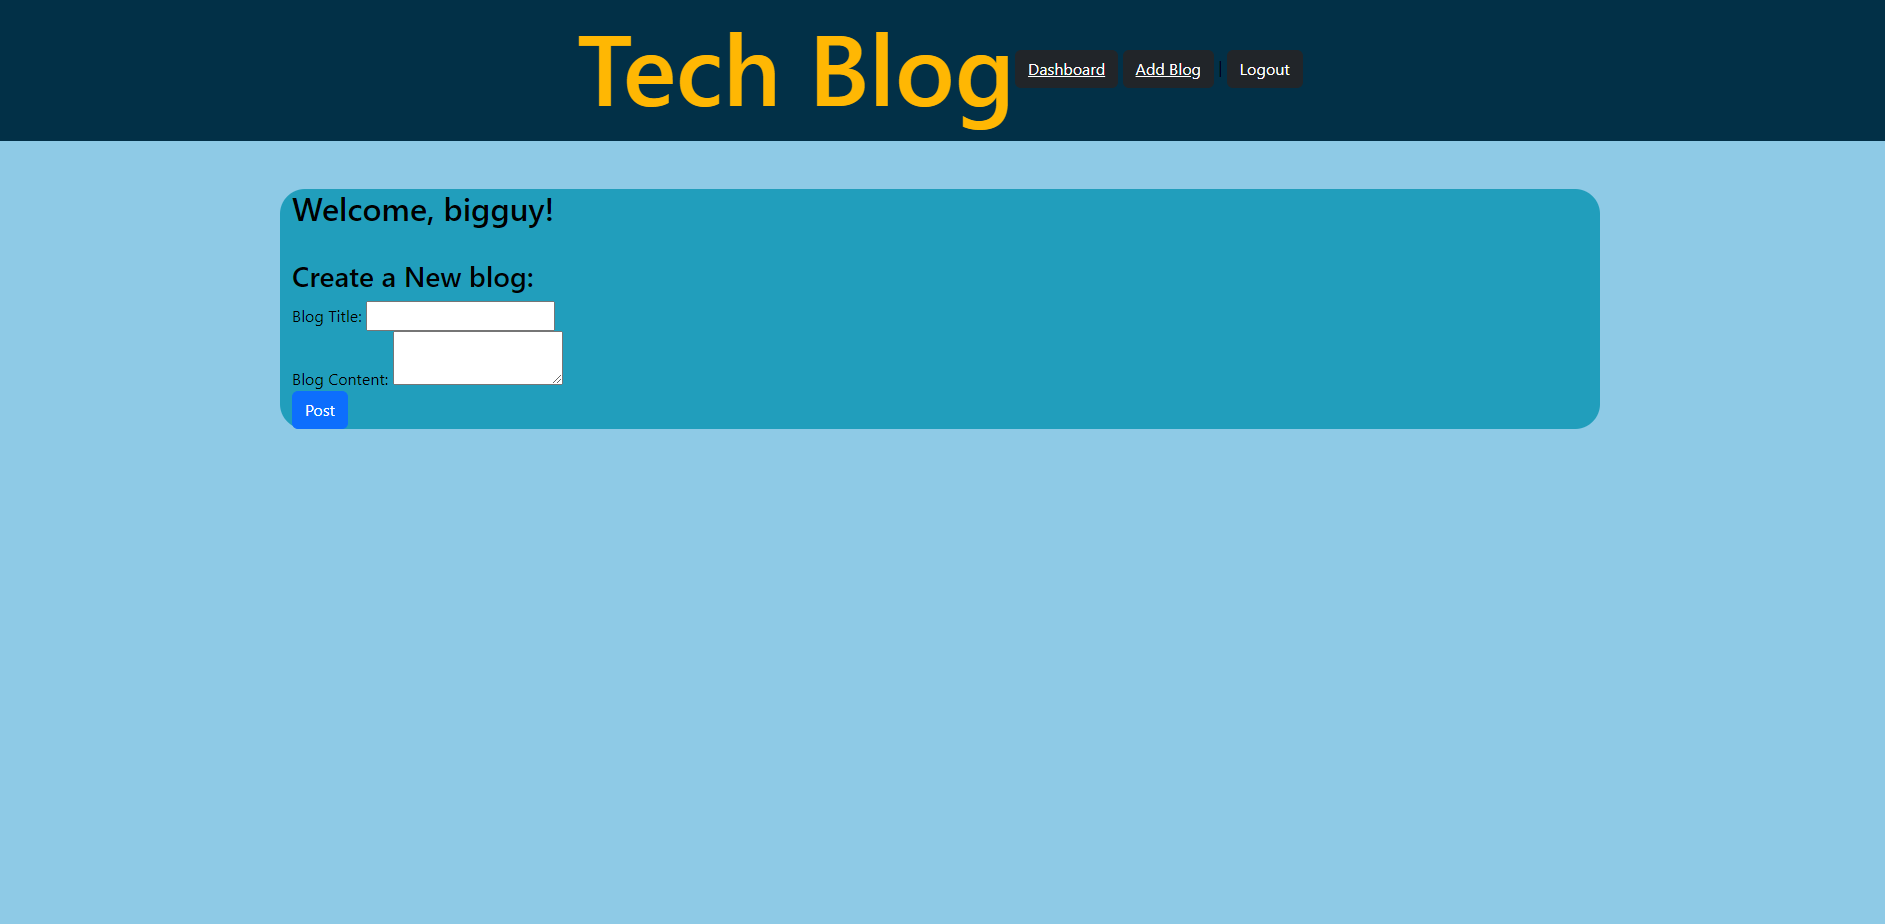 Tech Blog Dashboard Add Blog | Logout
Welcome, bigguy!
Create a New blog:
Blog Title:
Blog Content:
Post